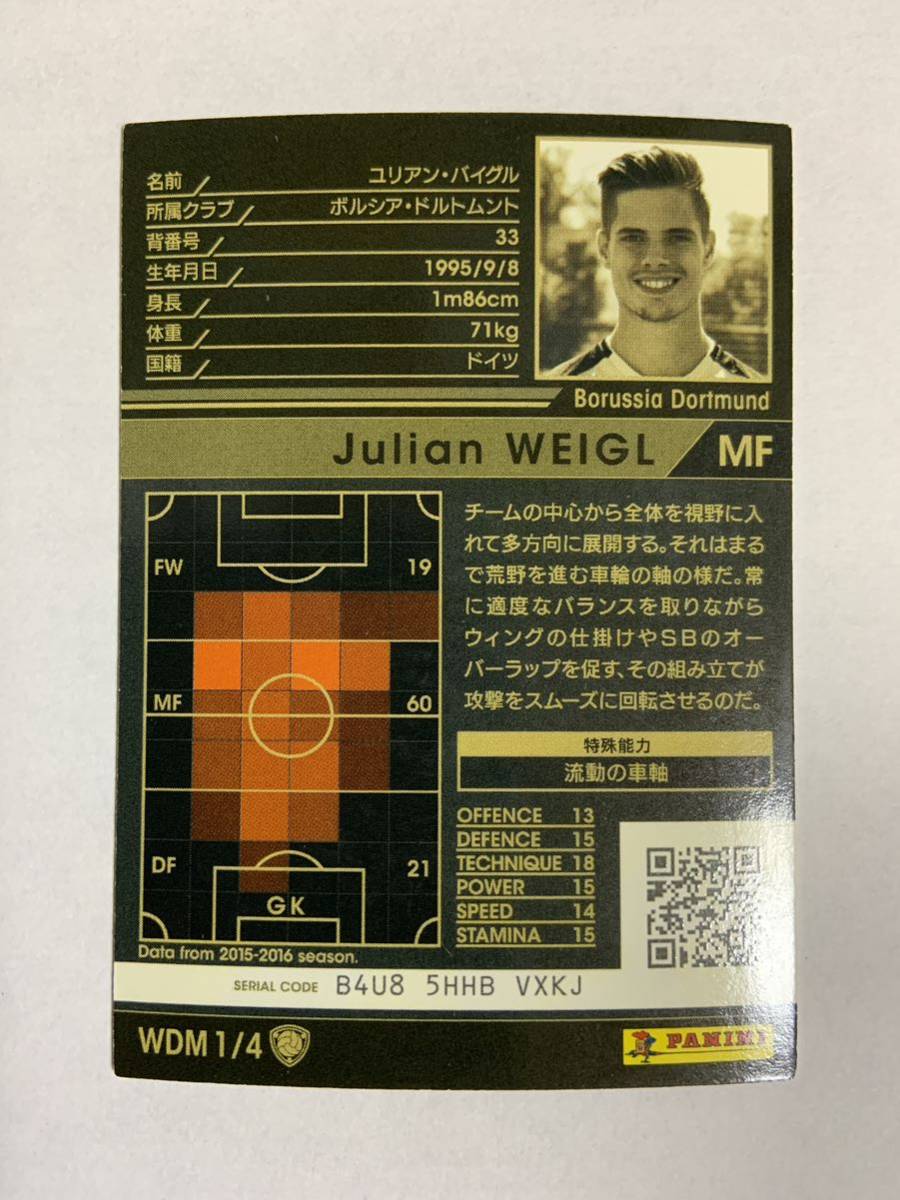 名前 ユリアン・バイグル
所属クラブ ボルシア・ドルトムント
背番号 33
生年月日 1995/9/8
身長 1m86cm
体重 71kg
国籍 ドイツ
Borussia Dortmund
Julian WEIGL MF
FW 19
MF 60
DF 21
GK
Data from 2015-2016 season.
チームの中心から全体を視野に入
れて多方向に展開する。それはまる
で荒野を進む車輪の軸の様だ。常
に適度なバランスを取りながら
ウィングの仕掛けやSBのオー
バーラップを促す、その組み立てが
攻撃をスムーズに回転させるのだ。
特殊能力
流動の車軸
OFFENCE 13
DEFENCE 15
TECHNIQUE 18
POWER 15
SPEED 14
STAMINA 15
SERIAL CODE B4U8 5HHB VXKJ
WDM 1/4
PANINI